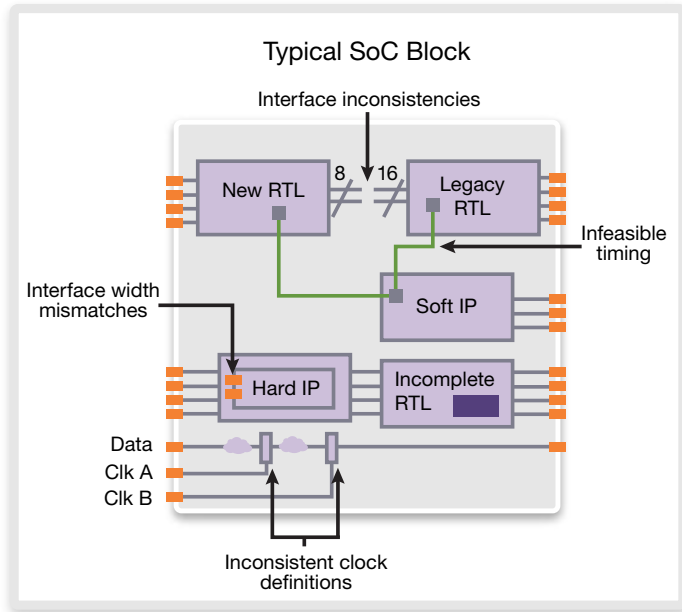 Typical SoC Block
Interface inconsistencies
8
16
New RTL
Legacy
RTL
Infeasible
timing
Interface width
mismatches
Soft IP
Hard IP
Incomplete
RTL
Data
Clk A
Clk B
Inconsistent clock
definitions